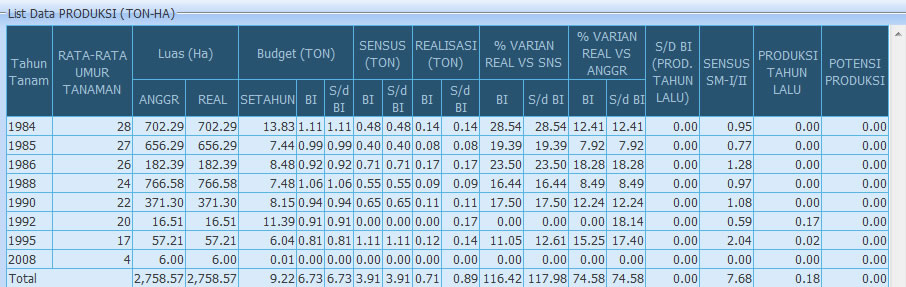 List Data PRODUKSI (TON-HA)
Tahun Tanam RATA-RATA UMUR TANAMAN Luas (Ha) Budget (TON) SENSUS (TON) REALISASI (TON) % VARIAN REAL VS SNS % VARIAN REAL VS ANGGR S/D BI (PROD. TAHUN LALU) SENSUS SM-I/II PRODUKSI TAHUN LALU POTENSI PRODUKSI
ANGGR REAL SETAHUN BI S/d BI BI S/d BI BI S/d BI BI S/d BI BI S/d BI
1984 28 702.29 702.29 13.83 1.11 1.11 0.48 0.48 0.14 0.14 28.54 28.54 12.41 12.41 0.00 0.95 0.00 0.00
1985 27 656.29 656.29 7.44 0.99 0.99 0.40 0.40 0.08 0.08 19.39 19.39 7.92 7.92 0.00 0.77 0.00 0.00
1986 26 182.39 182.39 8.48 0.92 0.92 0.71 0.71 0.17 0.17 23.50 23.50 18.28 18.28 0.00 1.28 0.00 0.00
1988 24 766.58 766.58 7.48 1.06 1.06 0.55 0.55 0.09 0.09 16.44 16.44 8.49 8.49 0.00 0.97 0.00 0.00
1990 22 371.30 371.30 8.15 0.94 0.94 0.65 0.65 0.11 0.11 17.50 17.50 12.24 12.24 0.00 1.08 0.00 0.00
1992 20 16.51 16.51 11.39 0.91 0.91 0.00 0.00 0.00 0.17 0.00 0.00 0.00 18.14 0.00 0.59 0.17 0.00
1995 17 57.21 57.21 6.04 0.81 0.81 1.11 1.11 0.12 0.14 11.05 12.61 15.25 17.40 0.00 2.04 0.02 0.00
2008 4 6.00 6.00 0.01 0.00 0.00 0.00 0.00 0.00 0.00 0.00 0.00 0.00 0.00 0.00 0.00 0.00 0.00
Total 2,758.57 2,758.57 9.22 6.73 6.73 3.91 3.91 0.71 0.89 116.42 117.98 74.58 74.58 0.00 7.68 0.18 0.00